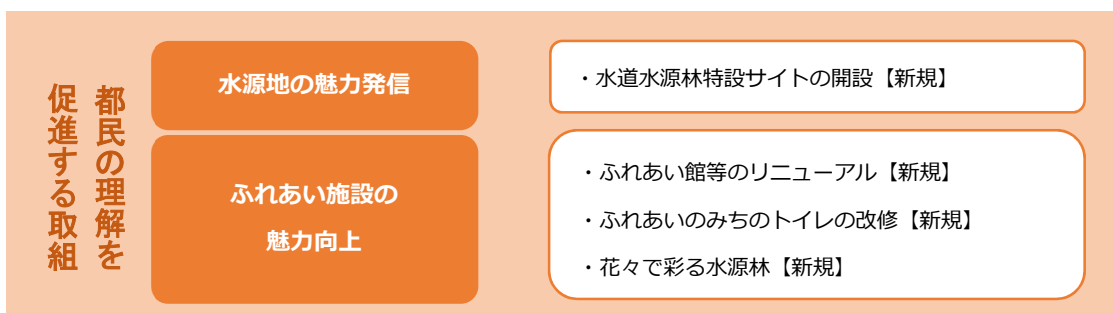 都民の理解を
促進する取組
水源地の魅力発信
・水道水源林特設サイトの開設【新規】
ふれあい施設の
魅力向上
・ふれあい館等のリニューアル【新規】
・ふれあいのみちのトイレの改修【新規】
・花々で彩る水源林【新規】